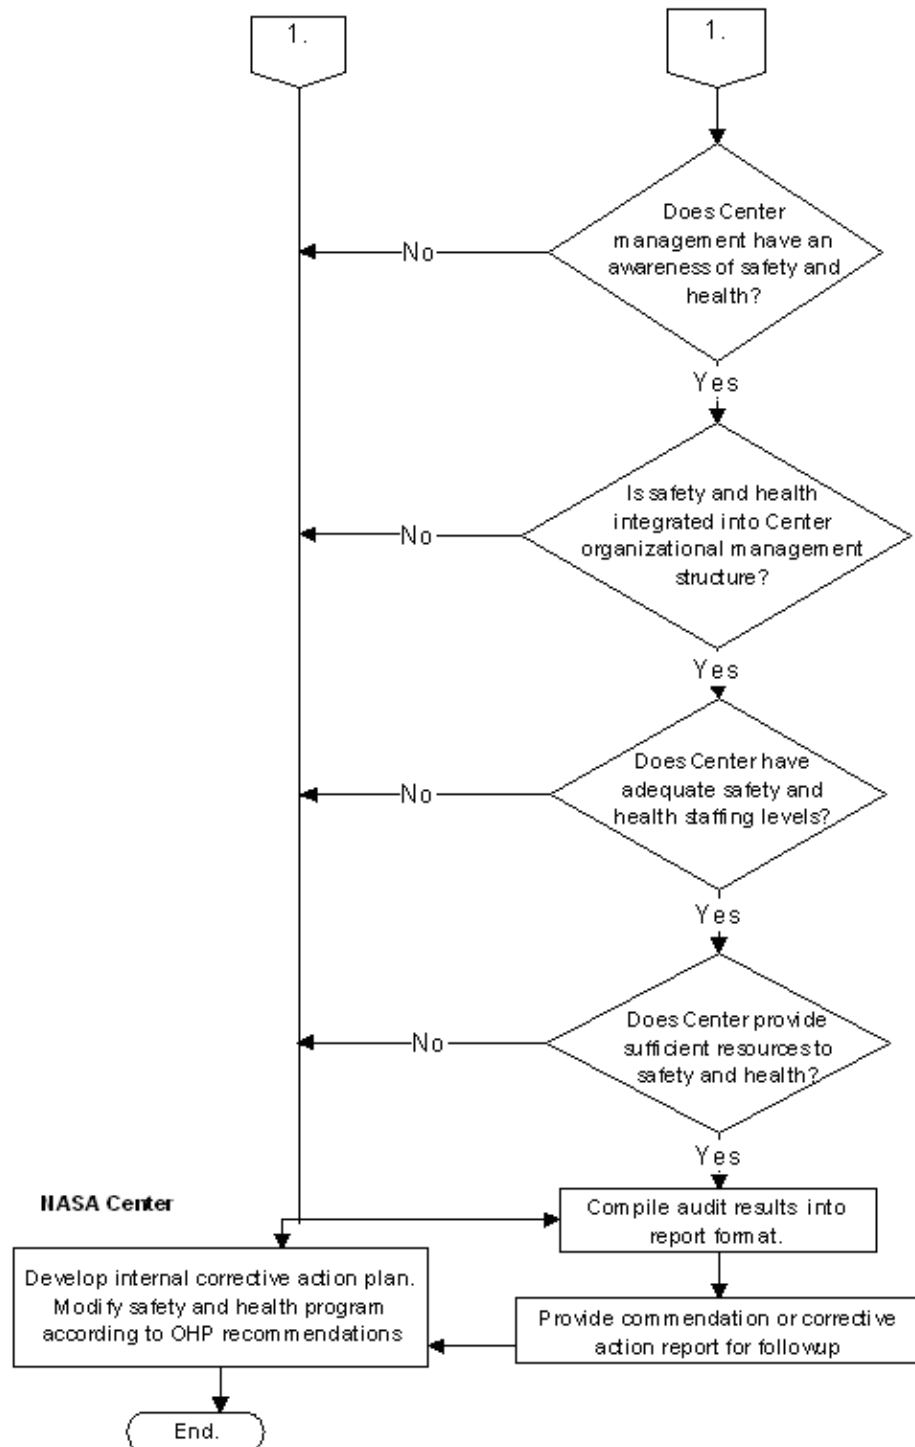 1.
1.
Does Center
management have an
awareness of safety and
health?
No
Yes
Is safety and health
integrated into Center
organizational management
structure?
No
Yes
Does Center have
adequate safety and
health staffing levels?
No
Yes
Does Center provide
sufficient resources to
safety and health?
No
Yes
NASA Center
Compile audit results into
report format.
Develop internal corrective action plan.
Modify safety and health program
according to OHP recommendations
Provide commendation or corrective
action report for followup
End.